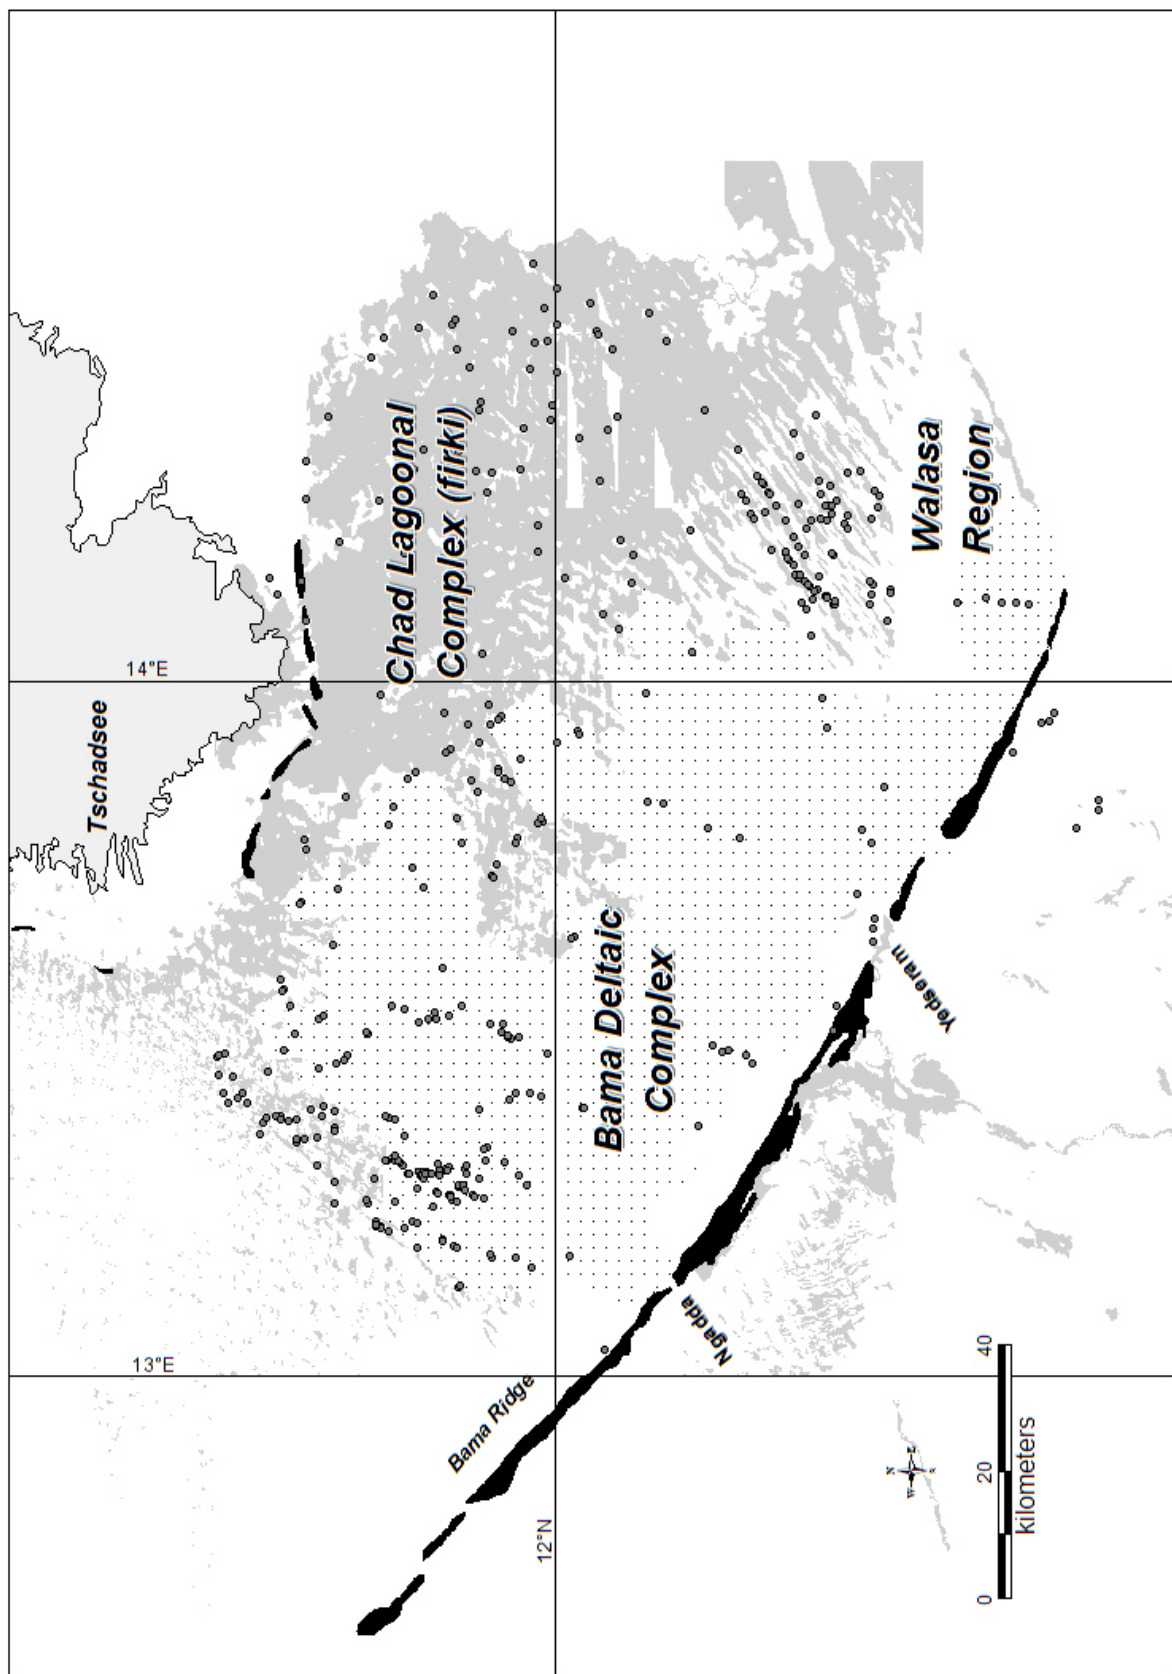 Tschadsee
14°E
Chad Lagoonal
Complex (firki)
Walasa
Region
Bama Deltaic
Complex
Yedseram
Ngadda
13°E
Bama Ridge
12°N
N
W
E
S
0
20
40
kilometers